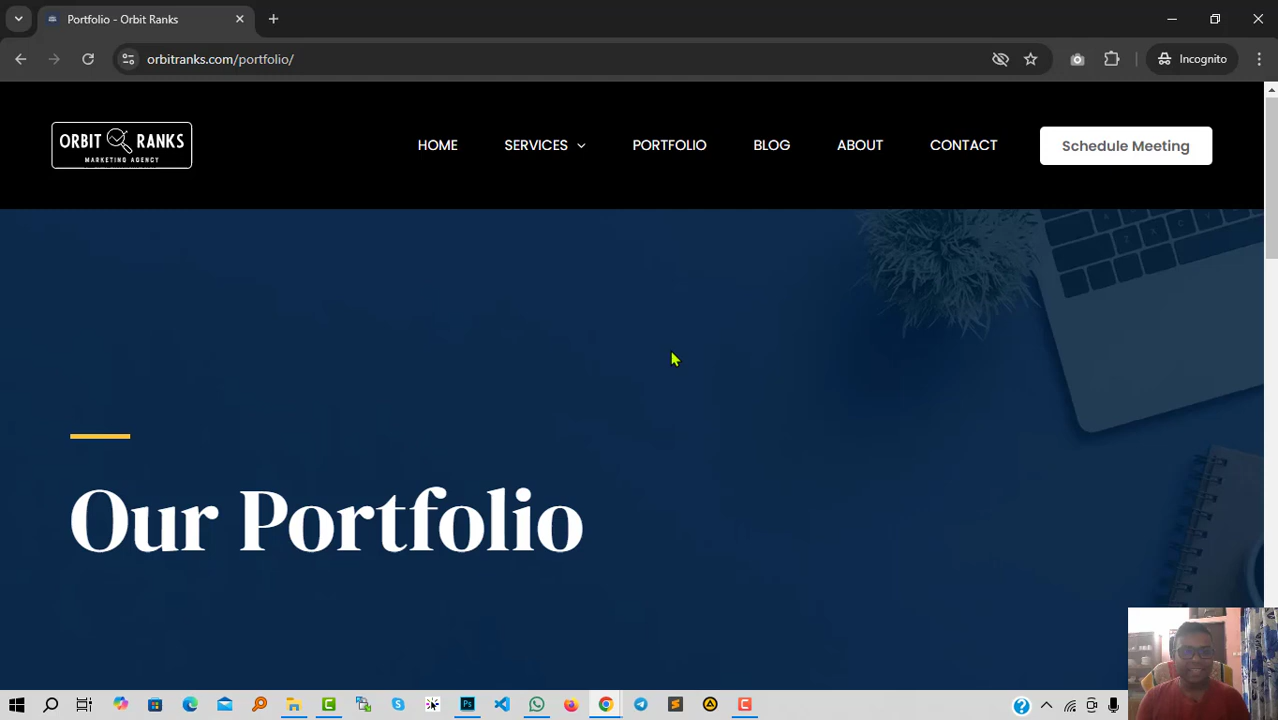 Portfolio - Orbit Ranks
orbitranks.com/portfolio/
Incognito
ORBIT RANKS
MARKETING AGENCY
HOME
SERVICES
PORTFOLIO
BLOG
ABOUT
CONTACT
Schedule Meeting
Our Portfolio